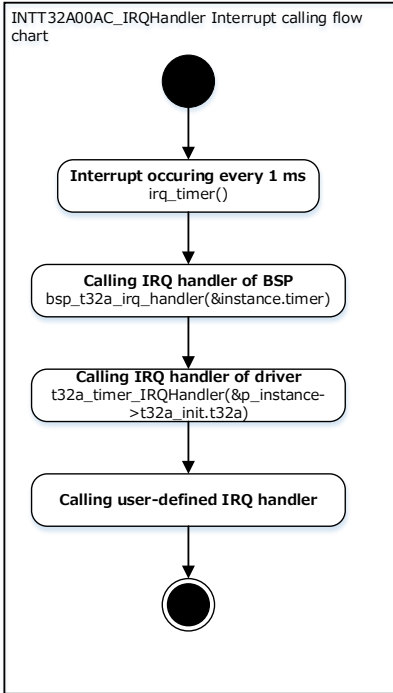 INTT32A00AC_IRQHandler Interrupt calling flow
chart
Interrupt occuring every 1 ms
irq_timer()
Calling IRQ handler of BSP
bsp_t32a_irq_handler(&instance.timer)
Calling IRQ handler of driver
t32a_timer_IRQHandler(&p_instance-
>t32a_init.t32a)
Calling user-defined IRQ handler